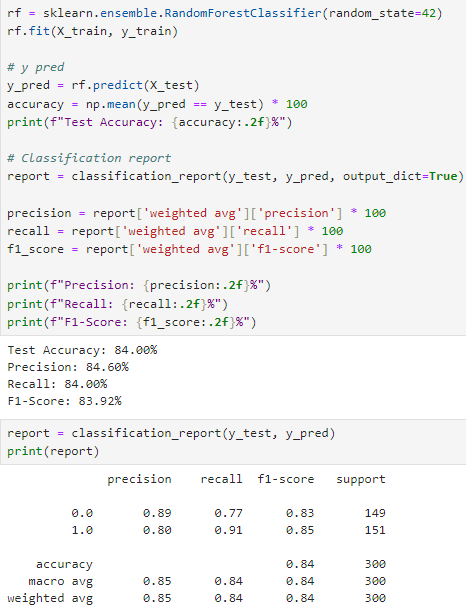 rf = sklearn.ensemble.RandomForestClassifier(random_state=42)
rf.fit(X_train, y_train)
# y pred
y_pred = rf.predict(X_test)
accuracy = np.mean(y_pred == y_test) * 100
print(f"Test Accuracy: {accuracy:.2f}%")
# Classification report
report = classification_report(y_test, y_pred, output_dict=True)
precision = report['weighted avg']['precision'] * 100
recall = report['weighted avg']['recall'] * 100
f1_score = report['weighted avg']['f1-score'] * 100
print(f"Precision: {precision:.2f}%")
print(f"Recall: {recall:.2f}%")
print(f"F1-Score: {f1_score:.2f}%")
Test Accuracy: 84.00%
Precision: 84.60%
Recall: 84.00%
F1-Score: 83.92%
report = classification_report(y_test, y_pred)
print(report)
precision recall f1-score support
0.0 0.89 0.77 0.83 149
1.0 0.80 0.91 0.85 151
accuracy 0.84 300
macro avg 0.85 0.84 0.84 300
weighted avg 0.85 0.84 0.84 300